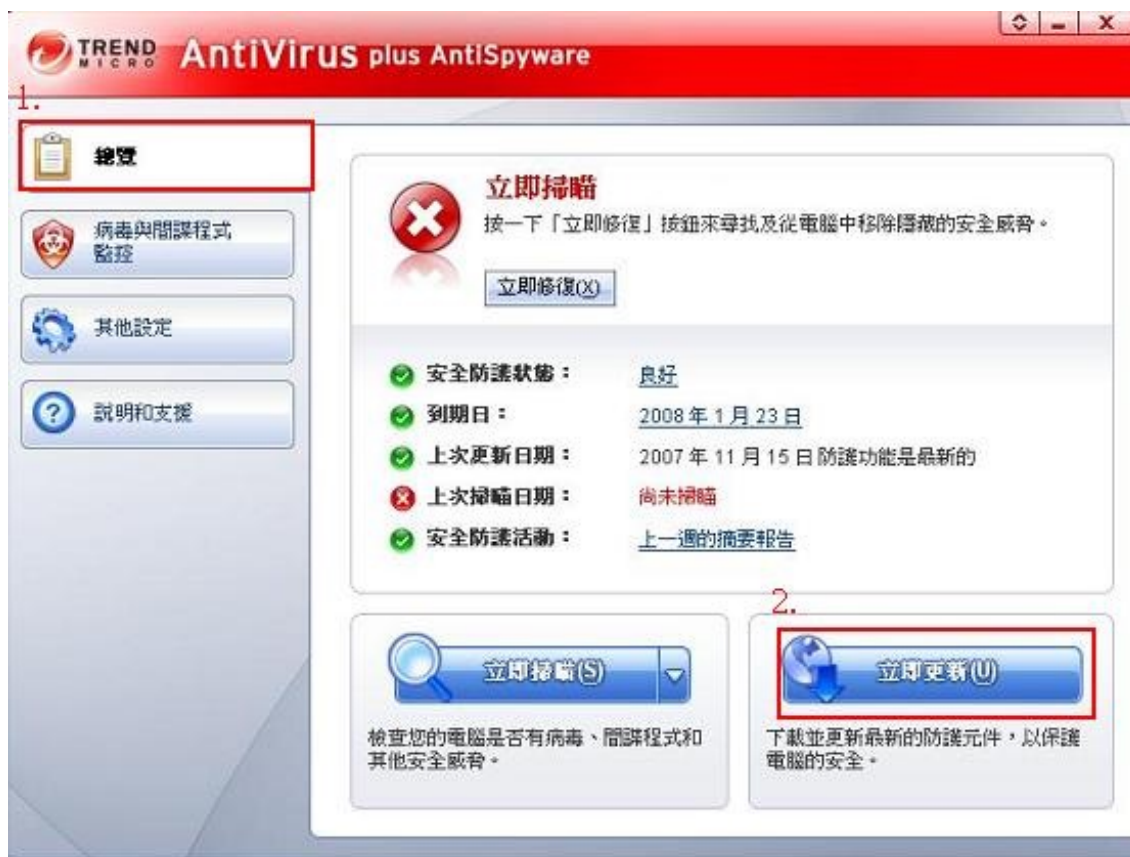 TREND MICRO AntiVirus plus AntiSpyware
1.
總覽
病毒與間諜程式
監控
其他設定
說明和支援
立即掃瞄
按一下「立即修復」按鈕來尋找及從電腦中移除隱藏的安全威脅。
立即修復(X)
安全防護狀態： 良好
到期日： 2008 年 1 月 23 日
上次更新日期： 2007 年 11 月 15 日 防護功能是最新的
上次掃瞄日期： 尚未掃瞄
安全防護活動： 上一週的摘要報告
立即掃瞄(S)
檢查您的電腦是否有病毒、間諜程式和
其他安全威脅。
2.
立即更新(U)
下載並更新最新的防護元件，以保護
電腦的安全。